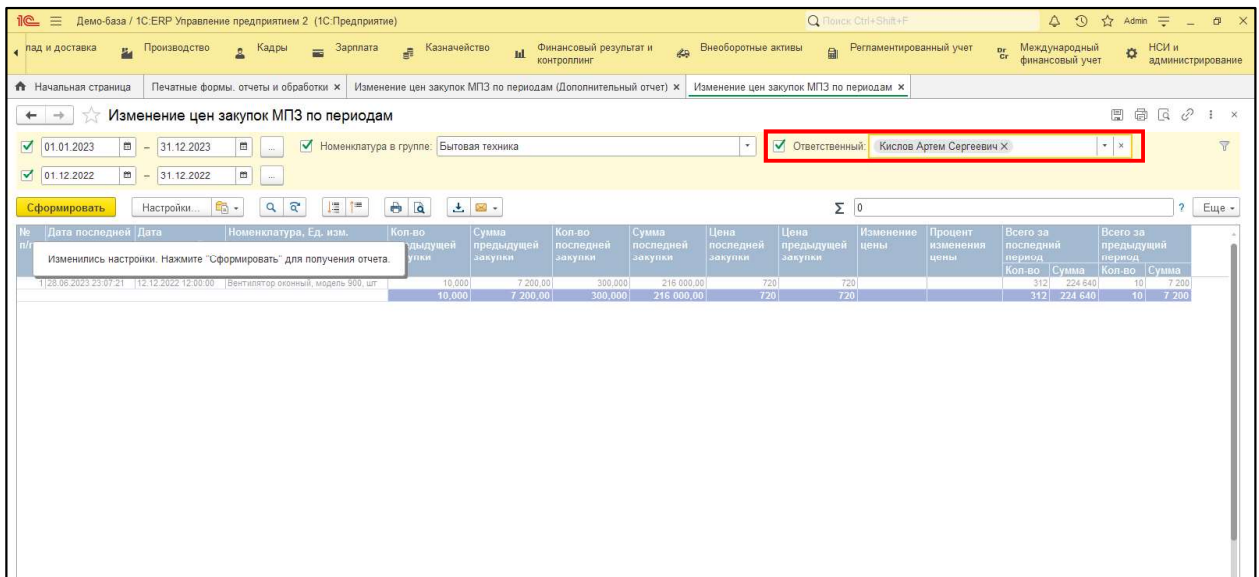 1С Демо-база / 1С:ERP Управление предприятием 2 (1С:Предприятие) Поиск Ctrl+Shift+F Admin
лад и доставка Производство Кадры Зарплата Казначейство Финансовый результат и контроллинг Внеоборотные активы Регламентированный учет Dr Cr Международный финансовый учет НСИ и администрирование
Начальная страница Печатные формы, отчеты и обработки × Изменение цен закупок МПЗ по периодам (Дополнительный отчет) × Изменение цен закупок МПЗ по периодам ×
Изменение цен закупок МПЗ по периодам
01.01.2023 – 31.12.2023 ... Номенклатура в группе: Бытовая техника Ответственный: Кислов Артем Сергеевич ×
01.12.2022 – 31.12.2022 ...
Сформировать Настройки... Σ 0 ? Еще
№ п/п Дата последней Дата Номенклатура, Ед. изм. Кол-во предыдущей закупки Сумма предыдущей закупки Кол-во последней закупки Сумма последней закупки Цена последней закупки Цена предыдущей закупки Изменение цены Процент изменения цены Всего за последний период Всего за предыдущий период
Кол-во Сумма Кол-во Сумма
Изменились настройки. Нажмите "Сформировать" для получения отчета.
1 28.06.2023 23:07:21 12.12.2022 12:00:00 Вентилятор оконный, модель 900, шт 10,000 7 200,00 300,000 216 000,00 720 720 312 224 640 10 7 200
10,000 7 200,00 300,000 216 000,00 720 720 312 224 640 10 7 200